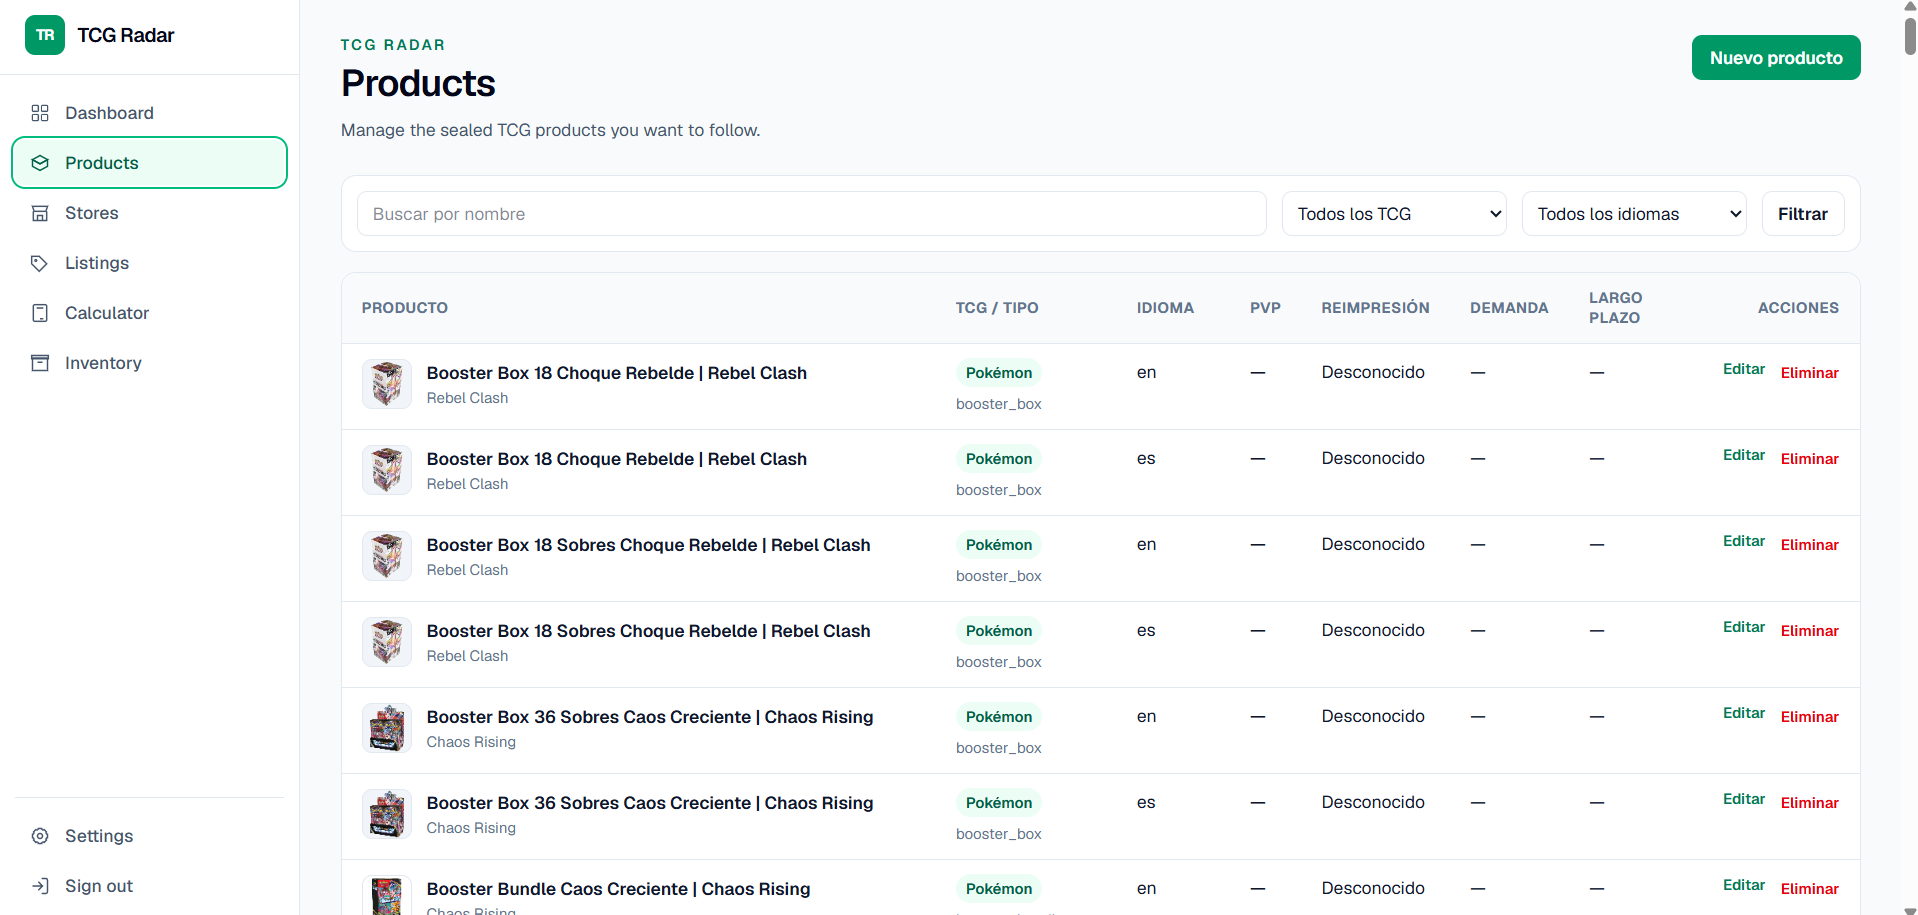 TR TCG Radar
Dashboard
Products
Stores
Listings
Calculator
Inventory
Settings
Sign out
TCG RADAR
Products
Manage the sealed TCG products you want to follow.
Nuevo producto
Buscar por nombre
Todos los TCG
Todos los idiomas
Filtrar
PRODUCTO TCG / TIPO IDIOMA PVP REIMPRESIÓN DEMANDA LARGO PLAZO ACCIONES
Booster Box 18 Choque Rebelde | Rebel Clash Pokémon en — Desconocido — — Editar Eliminar
Rebel Clash booster_box
Booster Box 18 Choque Rebelde | Rebel Clash Pokémon es — Desconocido — — Editar Eliminar
Rebel Clash booster_box
Booster Box 18 Sobres Choque Rebelde | Rebel Clash Pokémon en — Desconocido — — Editar Eliminar
Rebel Clash booster_box
Booster Box 18 Sobres Choque Rebelde | Rebel Clash Pokémon es — Desconocido — — Editar Eliminar
Rebel Clash booster_box
Booster Box 36 Sobres Caos Creciente | Chaos Rising Pokémon en — Desconocido — — Editar Eliminar
Chaos Rising booster_box
Booster Box 36 Sobres Caos Creciente | Chaos Rising Pokémon es — Desconocido — — Editar Eliminar
Chaos Rising booster_box
Booster Bundle Caos Creciente | Chaos Rising Pokémon en — Desconocido — — Editar Eliminar
Chaos Rising